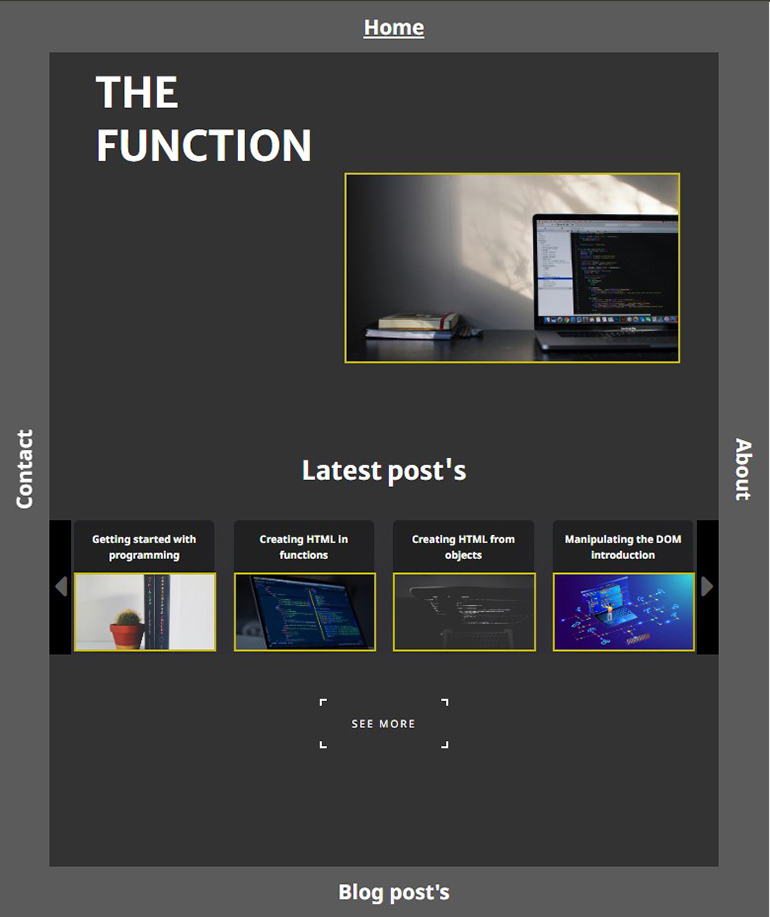 Home
THE
FUNCTION
Contact
About
Latest post's
Getting started with
programming
Creating HTML in
functions
Creating HTML from
objects
Manipulating the DOM
introduction
SEE MORE
Blog post's